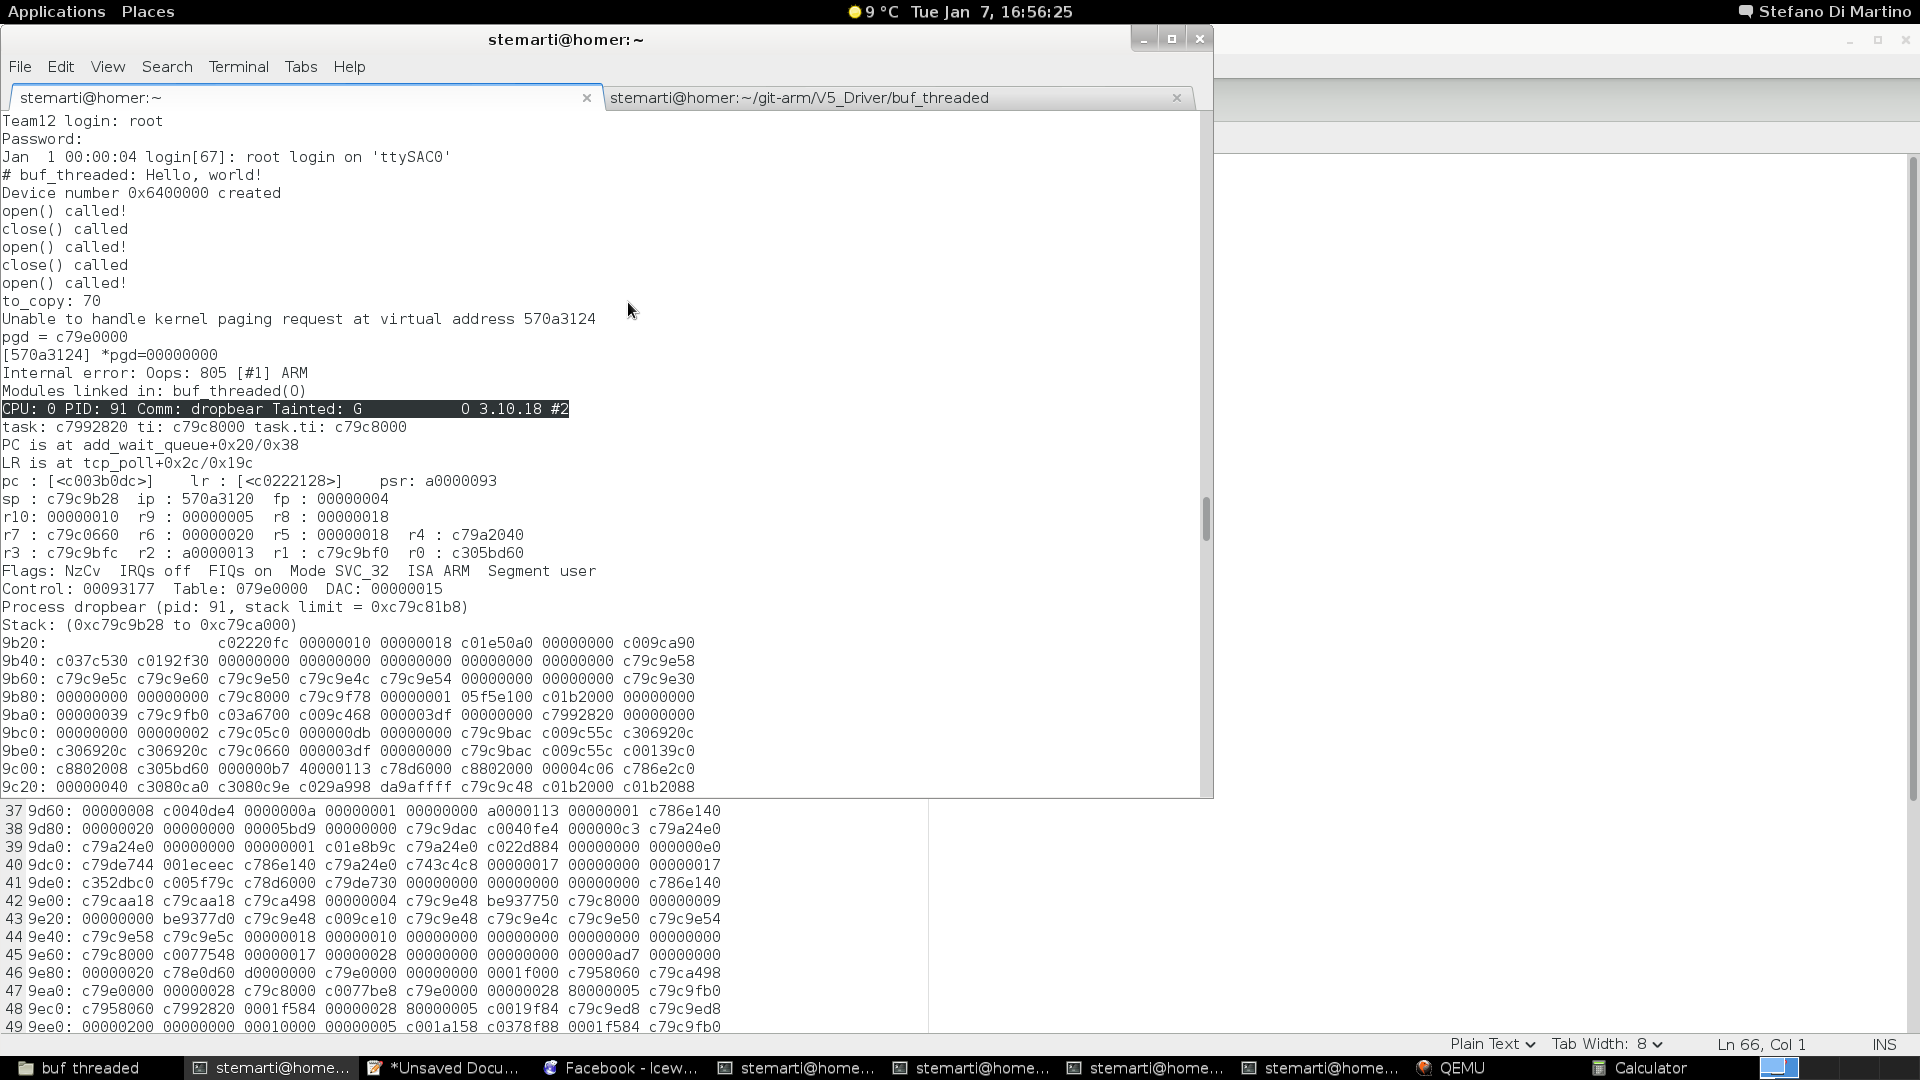 Applications Places 9 °C Tue Jan 7, 16:56:25 Stefano Di Martino
stemarti@homer:~
File Edit View Search Terminal Tabs Help
stemarti@homer:~ stemarti@homer:~/git-arm/V5_Driver/buf_threaded
Team12 login: root
Password:
Jan  1 00:00:04 login[67]: root login on 'ttySAC0'
# buf_threaded: Hello, world!
Device number 0x6400000 created
open() called!
close() called
open() called!
close() called
open() called!
to_copy: 70
Unable to handle kernel paging request at virtual address 570a3124
pgd = c79e0000
[570a3124] *pgd=00000000
Internal error: Oops: 805 [#1] ARM
Modules linked in: buf_threaded(O)
CPU: 0 PID: 91 Comm: dropbear Tainted: G           O 3.10.18 #2
task: c7992820 ti: c79c8000 task.ti: c79c8000
PC is at add_wait_queue+0x20/0x38
LR is at tcp_poll+0x2c/0x19c
pc : [<c003b0dc>]    lr : [<c0222128>]    psr: a0000093
sp : c79c9b28  ip : 570a3120  fp : 00000004
r10: 00000010  r9 : 00000005  r8 : 00000018
r7 : c79c0660  r6 : 00000020  r5 : 00000018  r4 : c79a2040
r3 : c79c9bfc  r2 : a0000013  r1 : c79c9bf0  r0 : c305bd60
Flags: NzCv  IRQs off  FIQs on  Mode SVC_32  ISA ARM  Segment user
Control: 00093177  Table: 079e0000  DAC: 00000015
Process dropbear (pid: 91, stack limit = 0xc79c81b8)
Stack: (0xc79c9b28 to 0xc79ca000)
9b20:                   c02220fc 00000010 00000018 c01e50a0 00000000 c009ca90
9b40: c037c530 c0192f30 00000000 00000000 00000000 00000000 00000000 c79c9e58
9b60: c79c9e5c c79c9e60 c79c9e50 c79c9e4c c79c9e54 00000000 00000000 c79c9e30
9b80: 00000000 00000000 c79c8000 c79c9f78 00000001 05f5e100 c01b2000 00000000
9ba0: 00000039 c79c9fb0 c03a6700 c009c468 000003df 00000000 c7992820 00000000
9bc0: 00000000 00000002 c79c05c0 000000db 00000000 c79c9bac c009c55c c306920c
9be0: c306920c c306920c c79c0660 000003df 00000000 c79c9bac c009c55c c00139c0
9c00: c8802008 c305bd60 000000b7 40000113 c78d6000 c8802000 00004c06 c786e2c0
9c20: 00000040 c3080ca0 c3080c9e c029a998 da9affff c79c9c48 c01b2000 c01b2088
37 9d60: 00000008 c0040de4 0000000a 00000001 00000000 a0000113 00000001 c786e140
38 9d80: 00000020 00000000 00005bd9 00000000 c79c9dac c0040fe4 000000c3 c79a24e0
39 9da0: c79a24e0 00000000 00000001 c01e8b9c c79a24e0 c022d884 00000000 000000e0
40 9dc0: c79de744 001eceec c786e140 c79a24e0 c743c4c8 00000017 00000000 00000017
41 9de0: c352dbc0 c005f79c c78d6000 c79de730 00000000 00000000 00000000 c786e140
42 9e00: c79caa18 c79caa18 c79ca498 00000004 c79c9e48 be937750 c79c8000 00000009
43 9e20: 00000000 be9377d0 c79c9e48 c009ce10 c79c9e48 c79c9e4c c79c9e50 c79c9e54
44 9e40: c79c9e58 c79c9e5c 00000018 00000010 00000000 00000000 00000000 00000000
45 9e60: c79c8000 c0077548 00000017 00000028 00000000 00000000 00000ad7 00000000
46 9e80: 00000020 c78e0d60 d0000000 c79e0000 00000000 0001f000 c7958060 c79ca498
47 9ea0: c79e0000 00000028 c79c8000 c0077be8 c79e0000 00000028 80000005 c79c9fb0
48 9ec0: c7958060 c7992820 0001f584 00000028 80000005 c0019f84 c79c9ed8 c79c9ed8
49 9ee0: 00000200 00000000 00010000 00000005 c001a158 c0378f88 0001f584 c79c9fb0
Plain Text Tab Width: 8 Ln 66, Col 1 INS
buf threaded stemarti@home... *Unsaved Docu... Facebook - Icew... stemarti@home... stemarti@home... stemarti@home... stemarti@home... QEMU Calculator